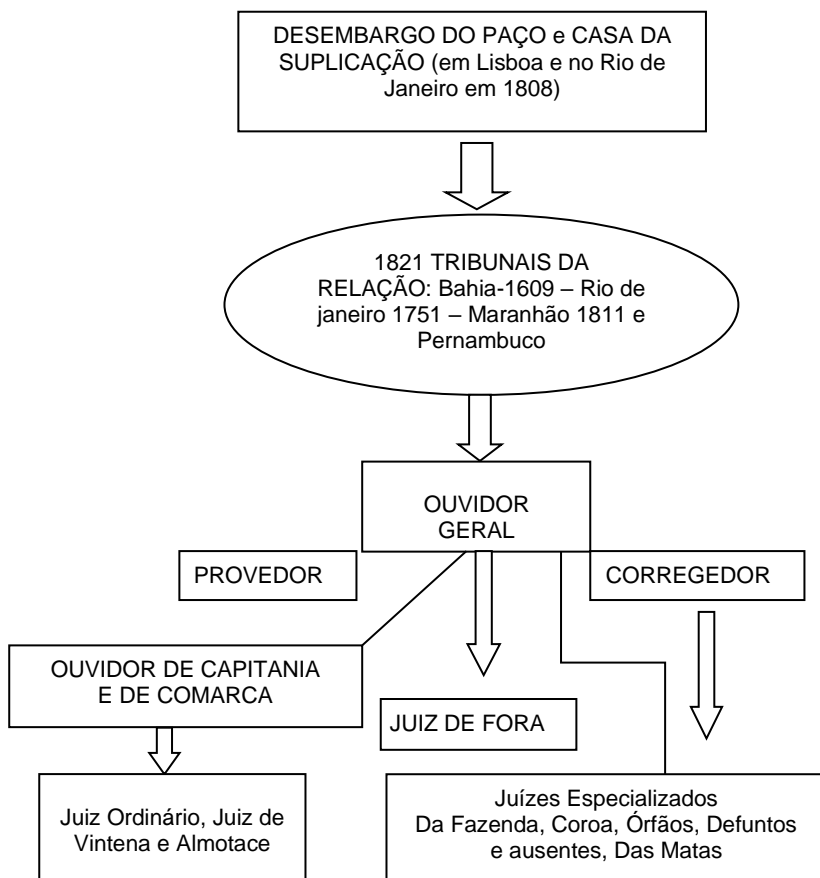 DESEMBARGO DO PAÇO e CASA DA
SUPLICAÇÃO (em Lisboa e no Rio de
Janeiro em 1808)
1821 TRIBUNAIS DA
RELAÇÃO: Bahia-1609 – Rio de
janeiro 1751 – Maranhão 1811 e
Pernambuco
OUVIDOR
GERAL
PROVEDOR
CORREGEDOR
OUVIDOR DE CAPITANIA
E DE COMARCA
JUIZ DE FORA
Juiz Ordinário, Juiz de
Vintena e Almotace
Juízes Especializados
Da Fazenda, Coroa, Órfãos, Defuntos
e ausentes, Das Matas